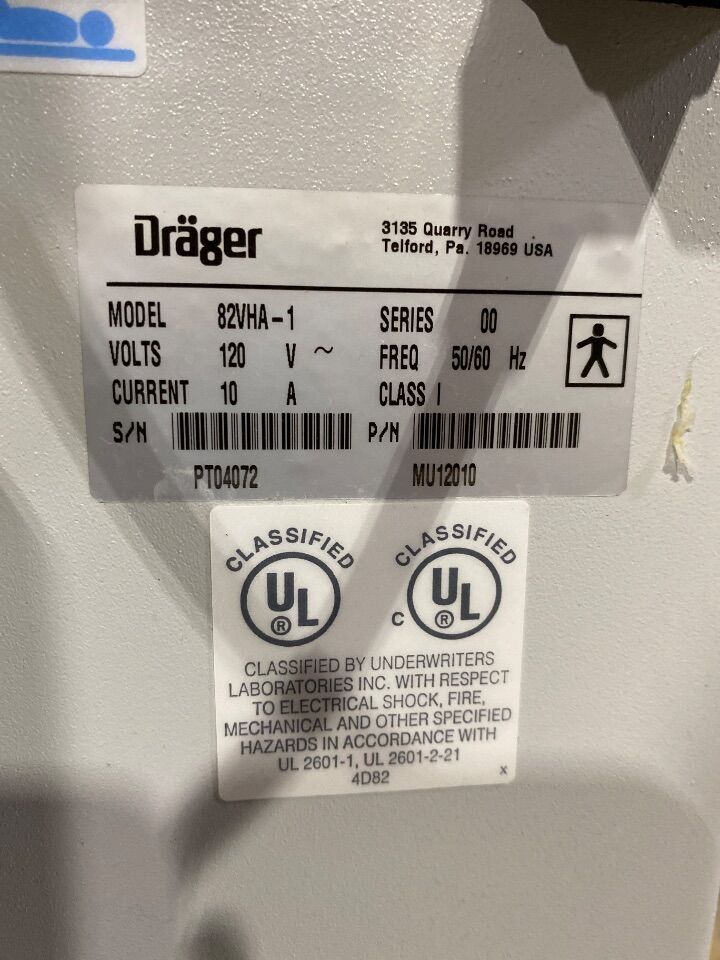 Dräger
3135 Quarry Road
Telford, Pa. 18969 USA
MODEL 82VHA-1 SERIES 00
VOLTS 120 V ~ FREQ 50/60 Hz
CURRENT 10 A CLASS I
S/N P/N
PT04072 MU12010
CLASSIFIED CLASSIFIED
UL® C UL®
CLASSIFIED BY UNDERWRITERS
LABORATORIES INC. WITH RESPECT
TO ELECTRICAL SHOCK, FIRE,
MECHANICAL AND OTHER SPECIFIED
HAZARDS IN ACCORDANCE WITH
UL 2601-1, UL 2601-2-21
4D82 x